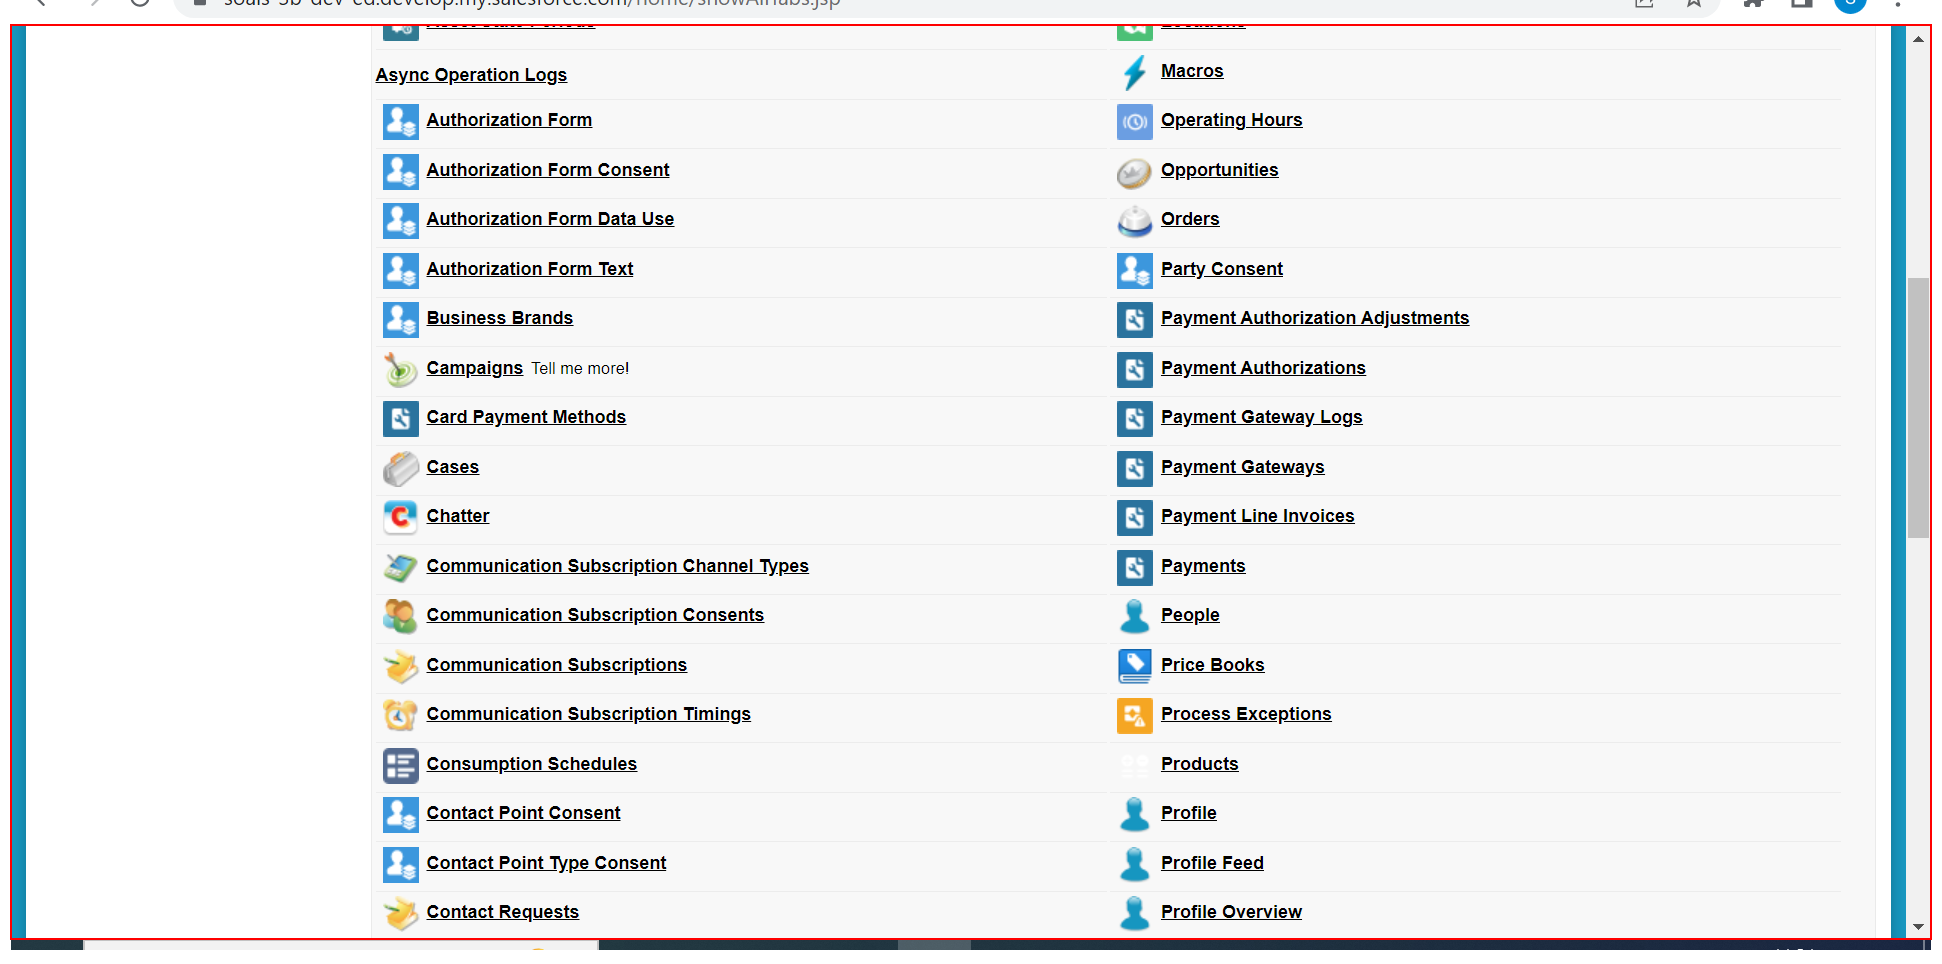 Async Operation Logs
Authorization Form
Authorization Form Consent
Authorization Form Data Use
Authorization Form Text
Business Brands
Campaigns Tell me more!
Card Payment Methods
Cases
Chatter
Communication Subscription Channel Types
Communication Subscription Consents
Communication Subscriptions
Communication Subscription Timings
Consumption Schedules
Contact Point Consent
Contact Point Type Consent
Contact Requests
Macros
Operating Hours
Opportunities
Orders
Party Consent
Payment Authorization Adjustments
Payment Authorizations
Payment Gateway Logs
Payment Gateways
Payment Line Invoices
Payments
People
Price Books
Process Exceptions
Products
Profile
Profile Feed
Profile Overview